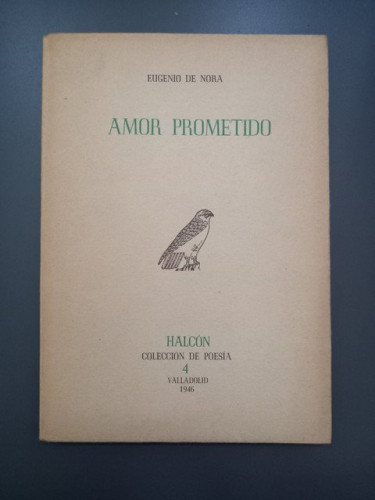 EUGENIO DE NORA
AMOR PROMETIDO
HALCÓN
COLECCIÓN DE POESÍA
4
VALLADOLID
1946